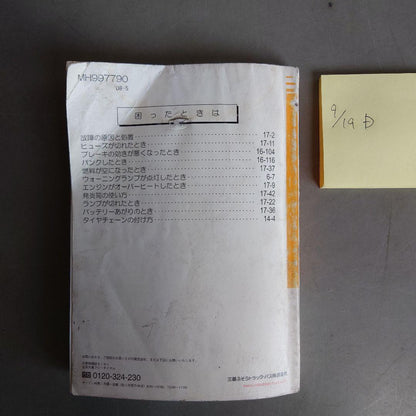 MH997790
08-5
困ったときは
故障の原因と処置 17-2
ヒューズが切れたとき 17-11
ブレーキの効きが悪くなったとき 16-104
パンクしたとき 16-116
燃料が空になったとき 17-37
ウォーニングランプが点灯したとき 6-7
エンジンがオーバーヒートしたとき 17-9
発炎筒の使い方 17-42
ランプが切れたとき 17-22
バッテリーあがりのとき 17-36
タイヤチェーンの付け方 14-4
0120-324-230
三菱ふそうトラック・バス株式会社
9/19 D